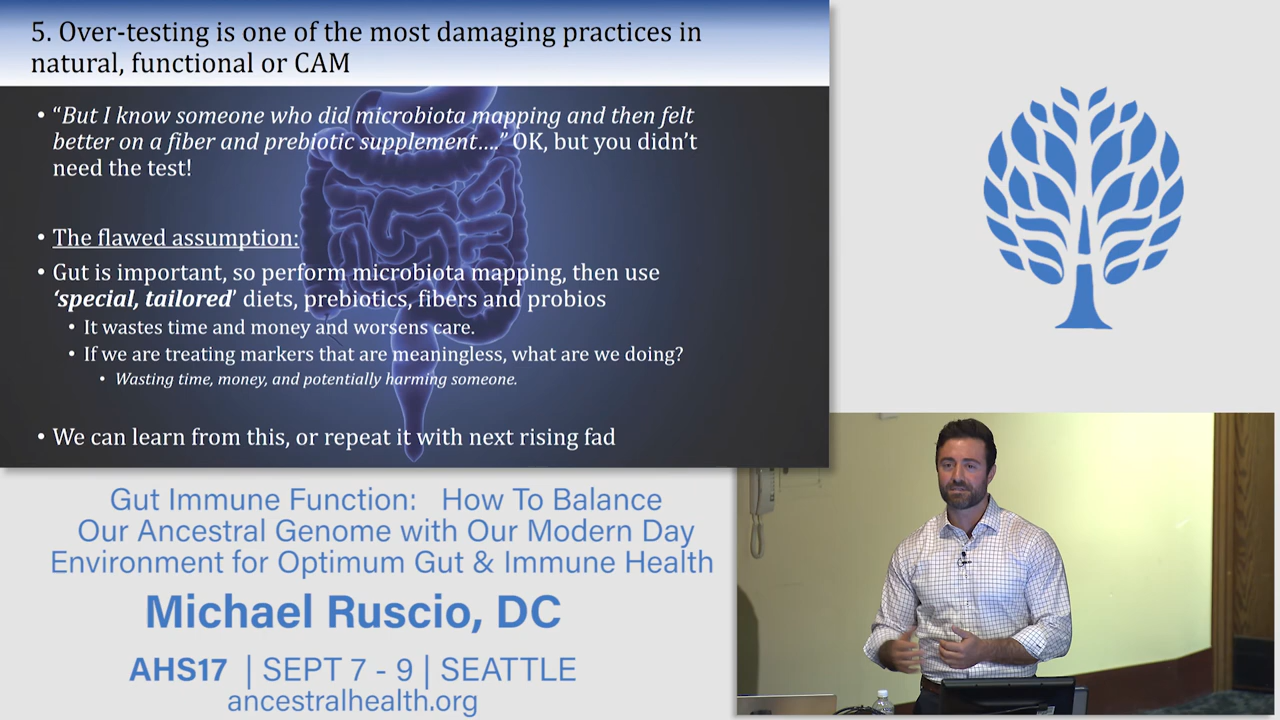 5. Over-testing is one of the most damaging practices in
natural, functional or CAM
• “But I know someone who did microbiota mapping and then felt
better on a fiber and prebiotic supplement….” OK, but you didn’t
need the test!
• The flawed assumption:
• Gut is important, so perform microbiota mapping, then use
‘special, tailored’ diets, prebiotics, fibers and probios
• It wastes time and money and worsens care.
• If we are treating markers that are meaningless, what are we doing?
• Wasting time, money, and potentially harming someone.
• We can learn from this, or repeat it with next rising fad
Gut Immune Function: How To Balance
Our Ancestral Genome with Our Modern Day
Environment for Optimum Gut & Immune Health
Michael Ruscio, DC
AHS17 | SEPT 7 - 9 | SEATTLE
ancestralhealth.org